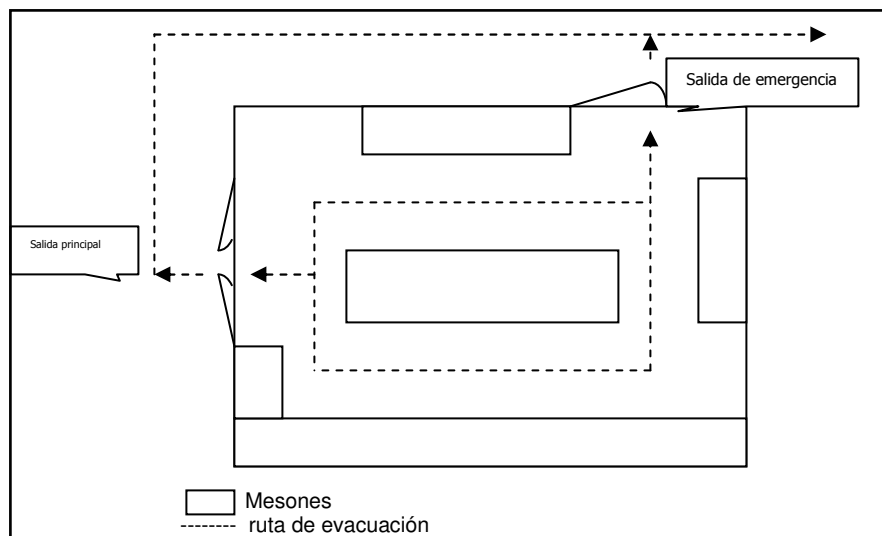 Salida de emergencia
Salida principal
Mesones
ruta de evacuación